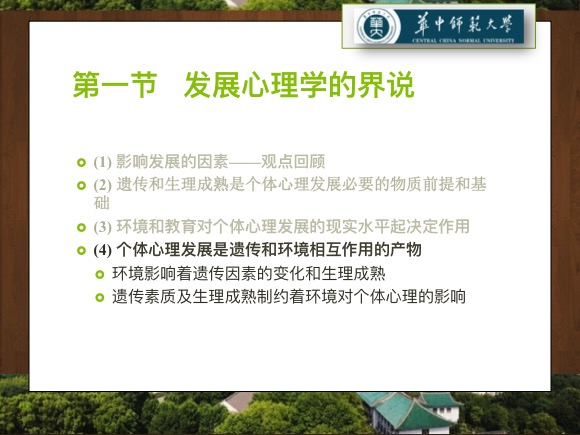 華中師範大學
CENTRAL CHINA NORMAL UNIVERSITY
第一节　发展心理学的界说
(1) 影响发展的因素——观点回顾
(2) 遗传和生理成熟是个体心理发展必要的物质前提和基
础
(3) 环境和教育对个体心理发展的现实水平起决定作用
(4) 个体心理发展是遗传和环境相互作用的产物
环境影响着遗传因素的变化和生理成熟
遗传素质及生理成熟制约着环境对个体心理的影响